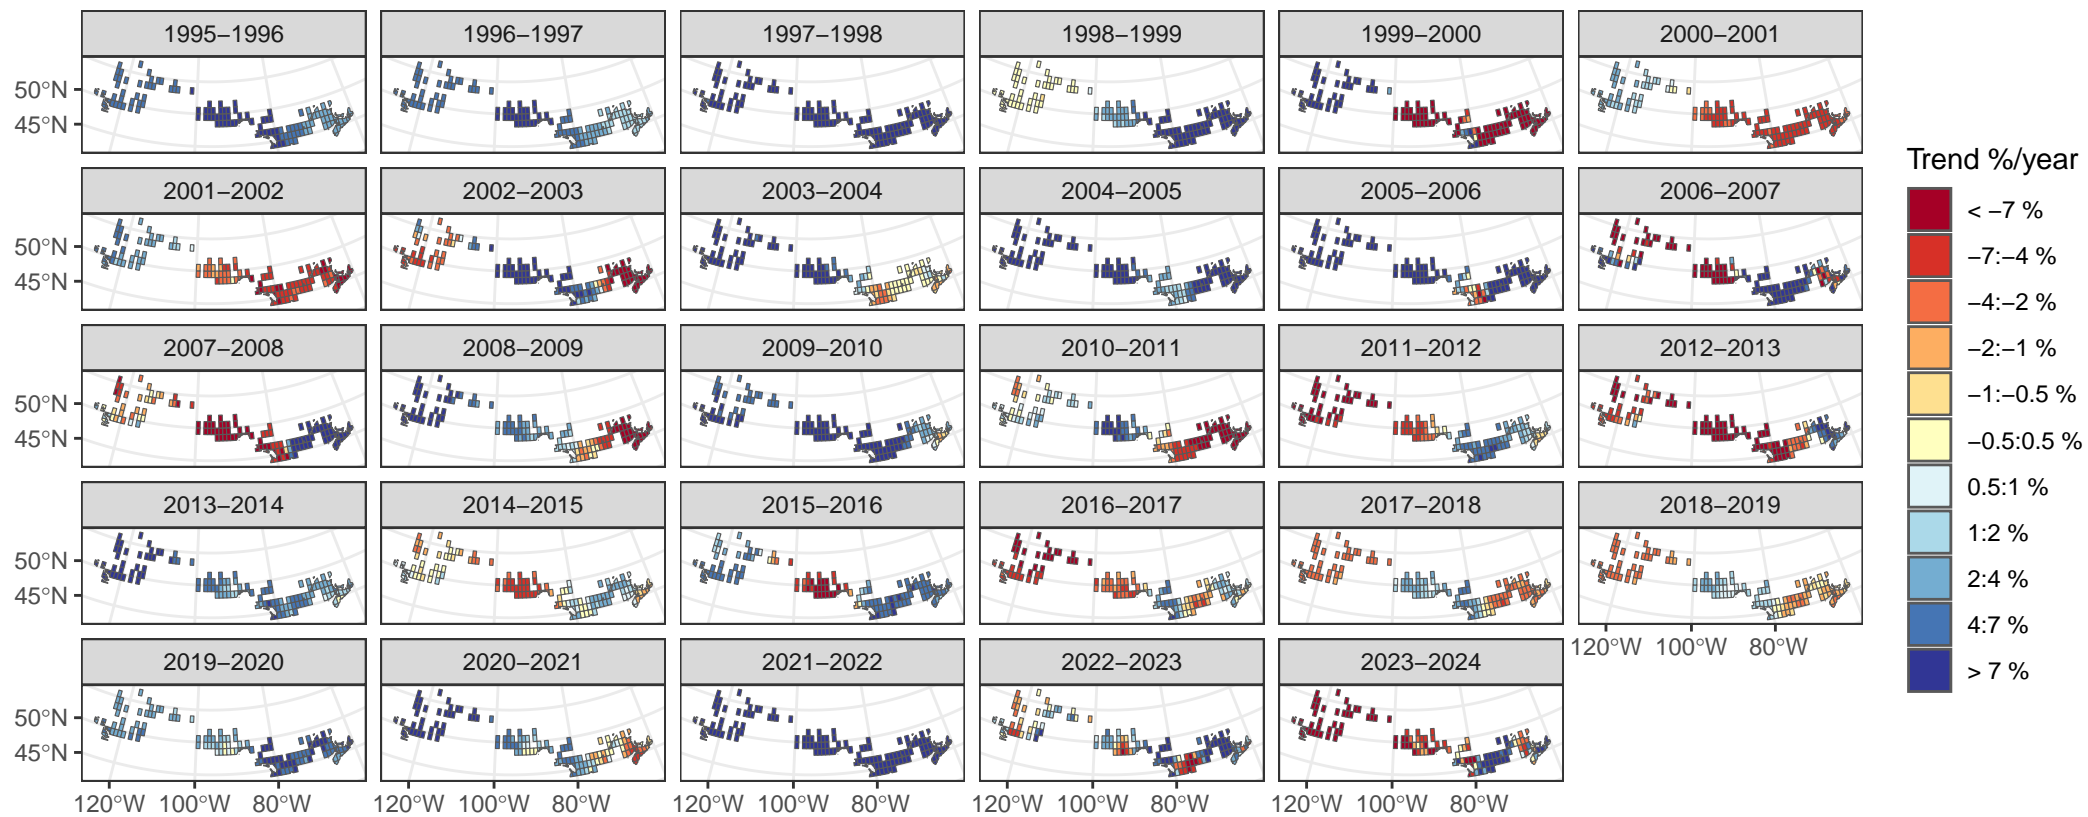 1995−1996 1996−1997 1997−1998 1998−1999 1999−2000 2000−2001
50°N
45°N
2001−2002 2002−2003 2003−2004 2004−2005 2005−2006 2006−2007
50°N
45°N
2007−2008 2008−2009 2009−2010 2010−2011 2011−2012 2012−2013
50°N
45°N
2013−2014 2014−2015 2015−2016 2016−2017 2017−2018 2018−2019
50°N
45°N
120°W 100°W 80°W
2019−2020 2020−2021 2021−2022 2022−2023 2023−2024
50°N
45°N
120°W 100°W 80°W 120°W 100°W 80°W 120°W 100°W 80°W 120°W 100°W 80°W 120°W 100°W 80°W
Trend %/year
< −7 %
−7:−4 %
−4:−2 %
−2:−1 %
−1:−0.5 %
−0.5:0.5 %
0.5:1 %
1:2 %
2:4 %
4:7 %
> 7 %